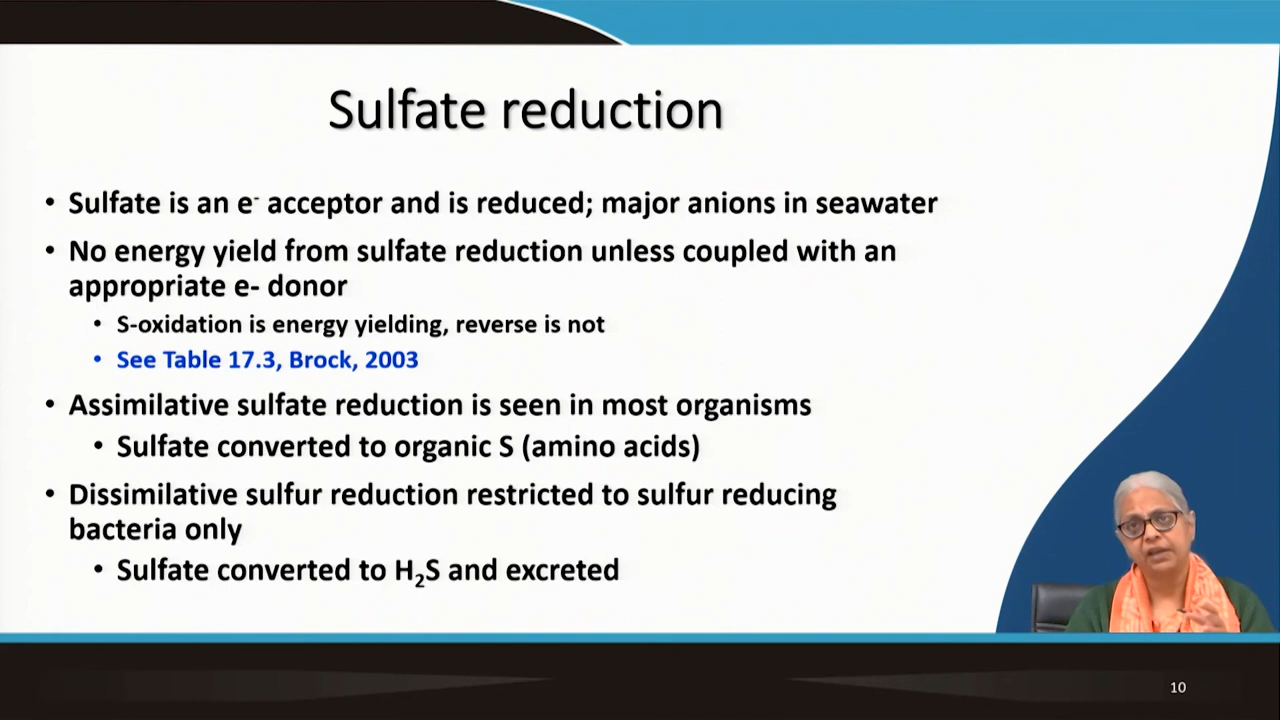 Sulfate reduction
• Sulfate is an e- acceptor and is reduced; major anions in seawater
• No energy yield from sulfate reduction unless coupled with an
appropriate e- donor
• S-oxidation is energy yielding, reverse is not
• See Table 17.3, Brock, 2003
• Assimilative sulfate reduction is seen in most organisms
• Sulfate converted to organic S (amino acids)
• Dissimilative sulfur reduction restricted to sulfur reducing
bacteria only
• Sulfate converted to H₂S and excreted
10